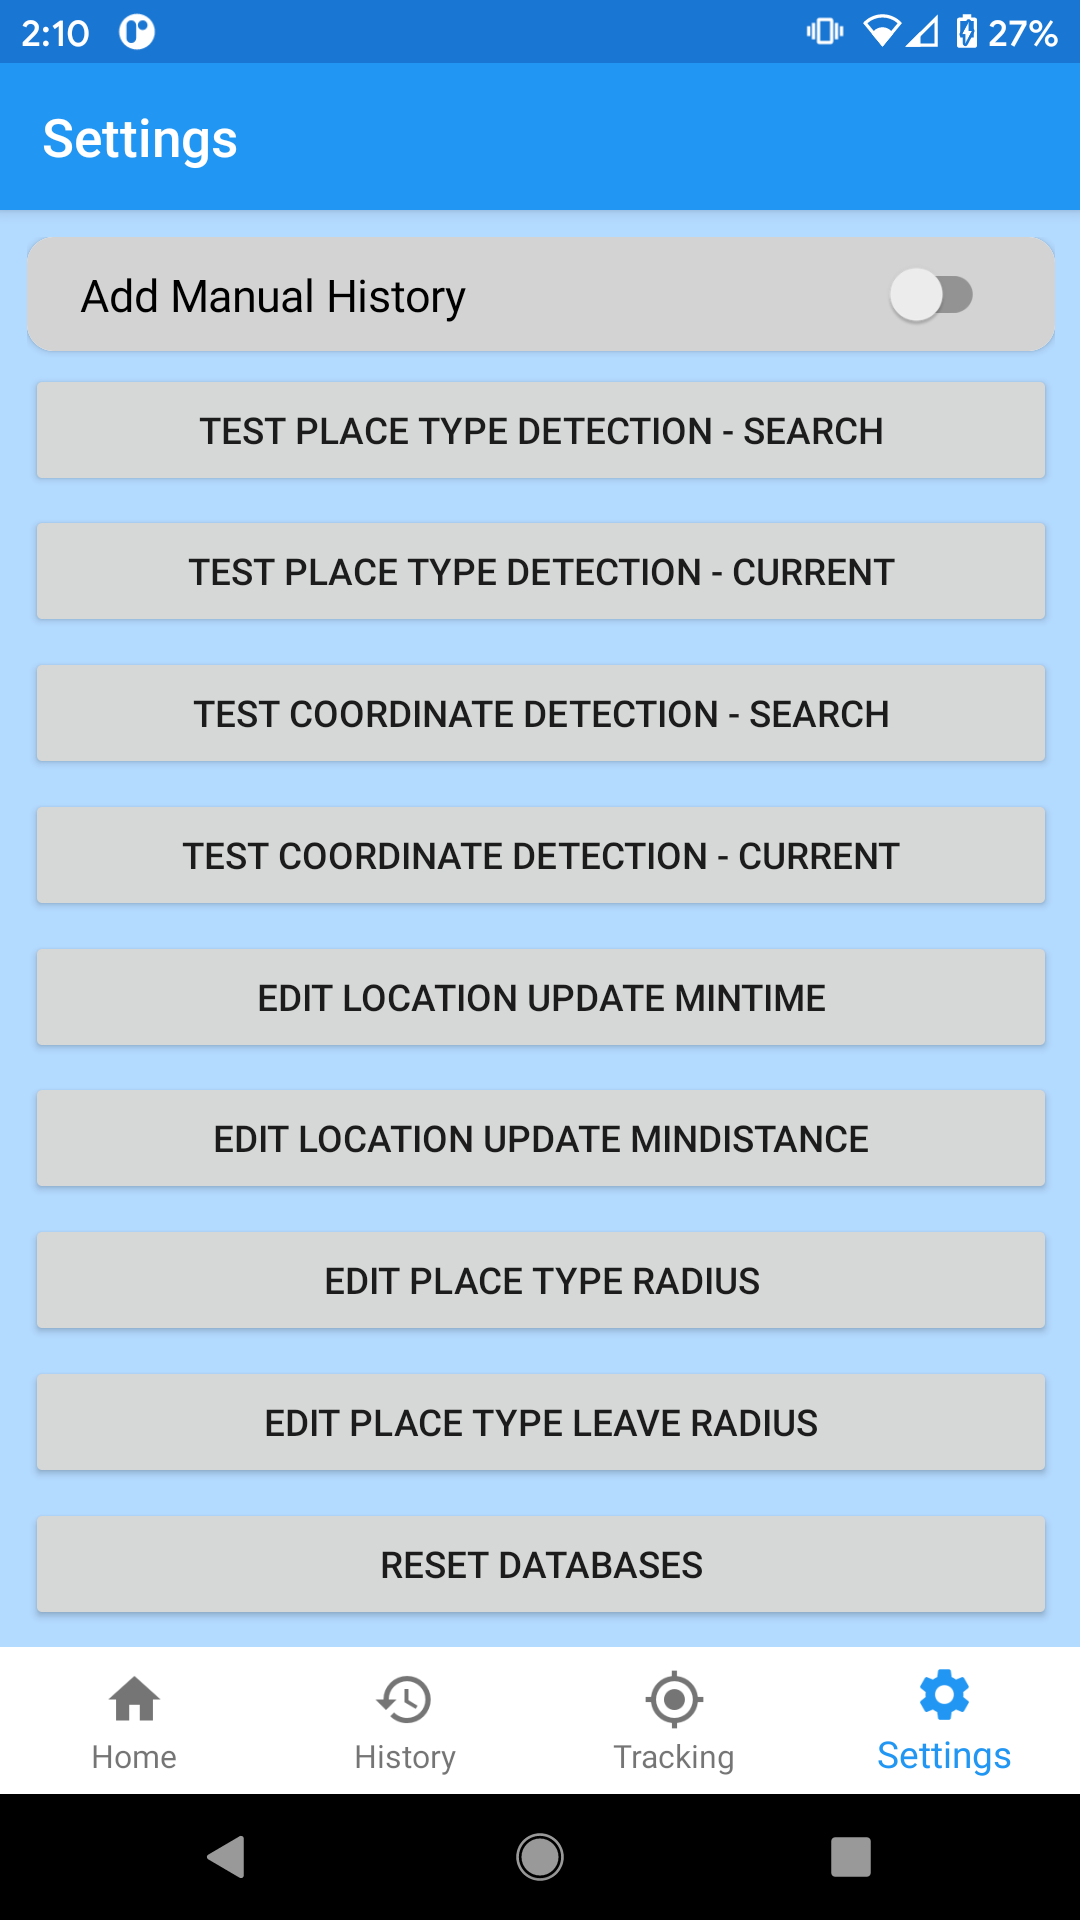 2:10
27%
Settings
Add Manual History
TEST PLACE TYPE DETECTION - SEARCH
TEST PLACE TYPE DETECTION - CURRENT
TEST COORDINATE DETECTION - SEARCH
TEST COORDINATE DETECTION - CURRENT
EDIT LOCATION UPDATE MINTIME
EDIT LOCATION UPDATE MINDISTANCE
EDIT PLACE TYPE RADIUS
EDIT PLACE TYPE LEAVE RADIUS
RESET DATABASES
Home
History
Tracking
Settings